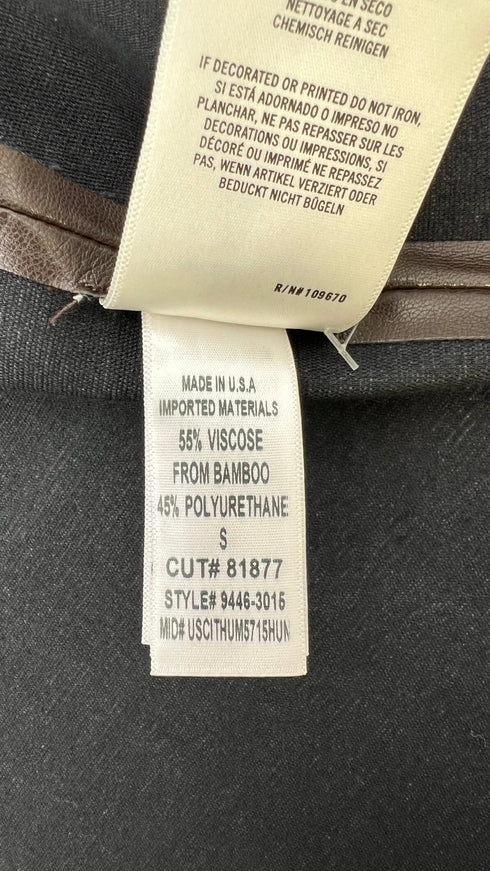 EN SECO
NETTOYAGE A SEC
CHEMISCH REINIGEN
IF DECORATED OR PRINTED DO NOT IRON,
SI ESTÁ ADORNADO O IMPRESO NO
PLANCHAR, NE PAS REPASSER SUR LES
DECORATIONS OU IMPRESSIONS, SI
DÉCORÉ OU IMPRIMÉ NE REPASSEZ
PAS, WENN ARTIKEL VERZIERT ODER
BEDUCKT NICHT BÜGELN
R/N# 109670
MADE IN U.S.A
IMPORTED MATERIALS
55% VISCOSE
FROM BAMBOO
45% POLYURETHANE
S
CUT# 81877
STYLE# 9446-3015
MID# USCITHUM5715HUN